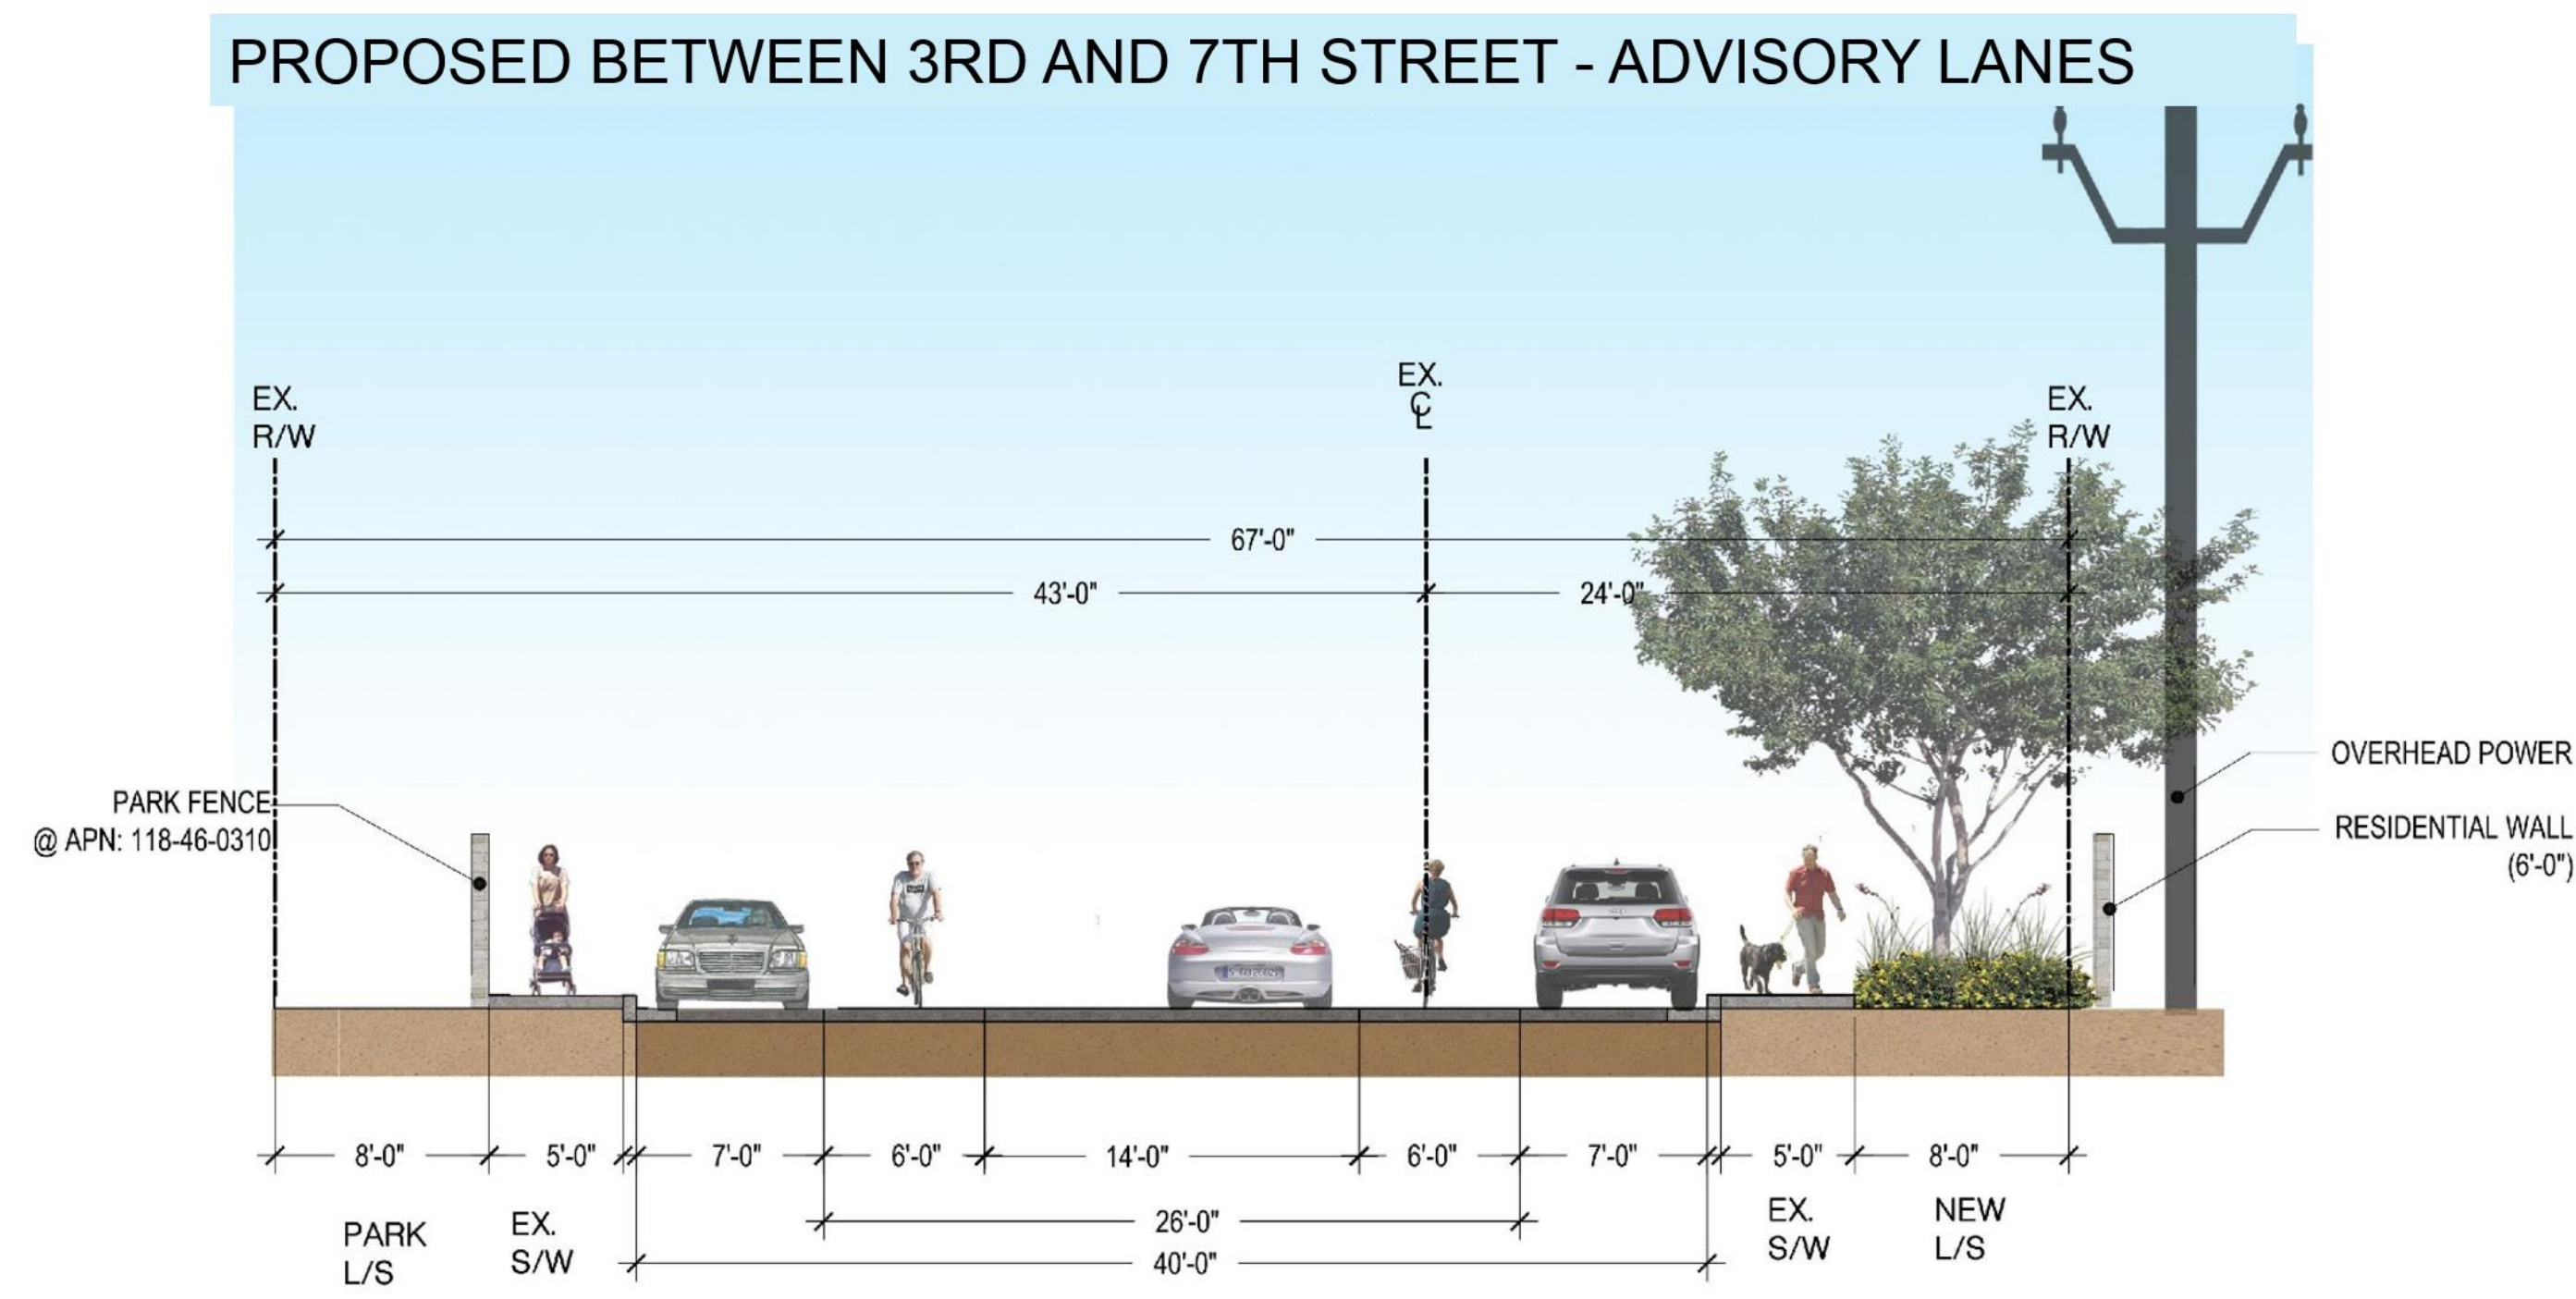 PROPOSED BETWEEN 3RD AND 7TH STREET - ADVISORY LANES
EX.
R/W
EX.
℄
EX.
R/W
67'-0"
43'-0"
24'-0"
PARK FENCE
@ APN: 118-46-0310
OVERHEAD POWER
RESIDENTIAL WALL
(6'-0")
8'-0"
5'-0"
7'-0"
6'-0"
14'-0"
6'-0"
7'-0"
5'-0"
8'-0"
PARK
L/S
EX.
S/W
26'-0"
40'-0"
EX.
S/W
NEW
L/S